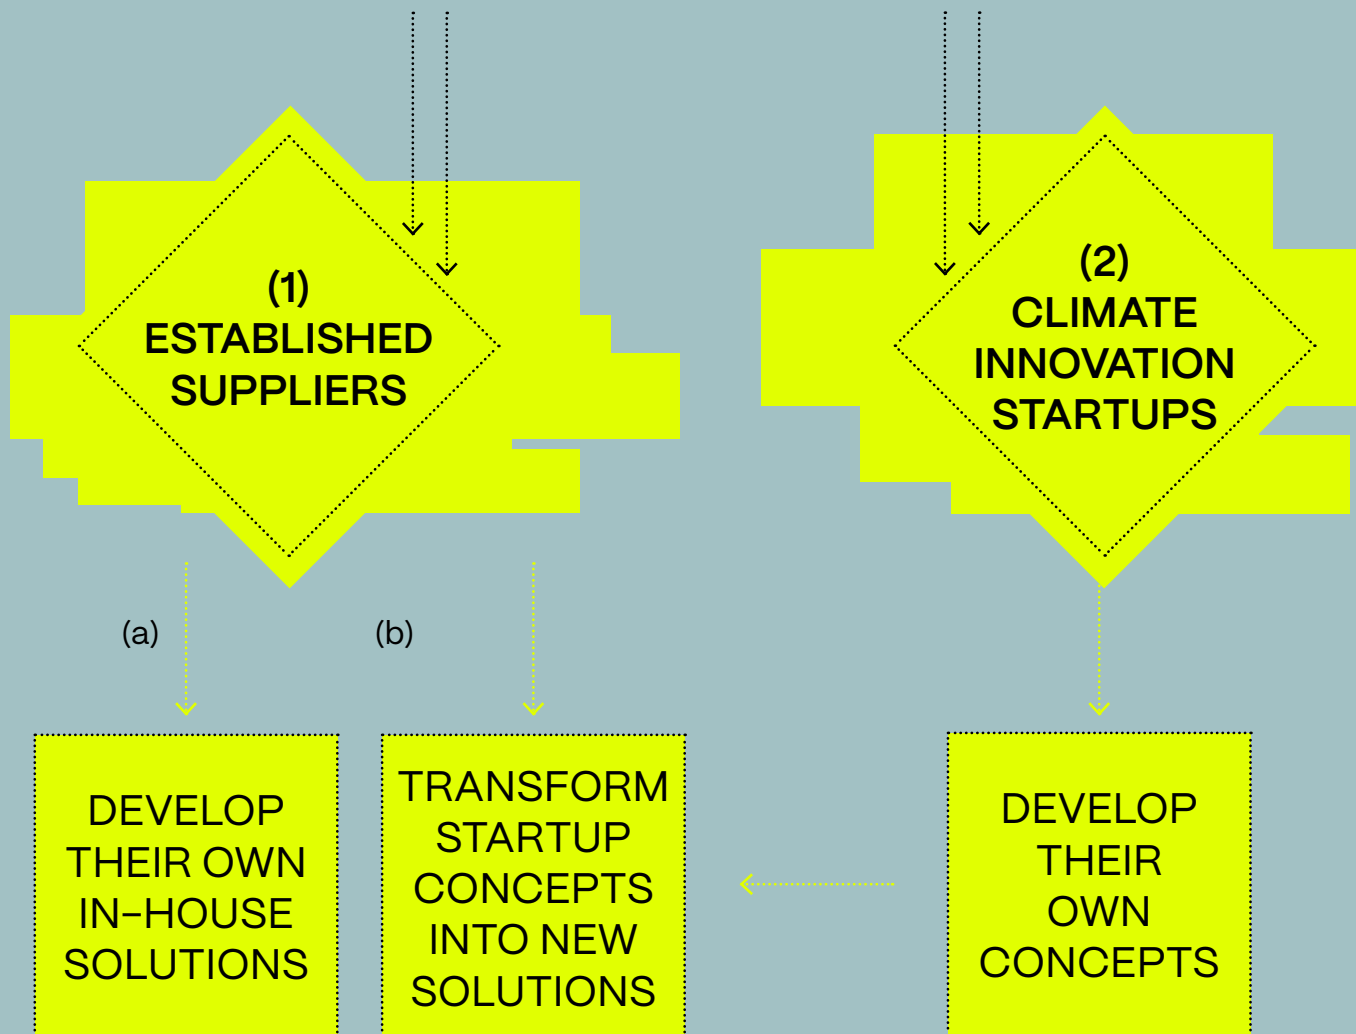 (1)
ESTABLISHED
SUPPLIERS
(2)
CLIMATE
INNOVATION
STARTUPS
(a)
(b)
DEVELOP
THEIR OWN
IN-HOUSE
SOLUTIONS
TRANSFORM
STARTUP
CONCEPTS
INTO NEW
SOLUTIONS
DEVELOP
THEIR
OWN
CONCEPTS